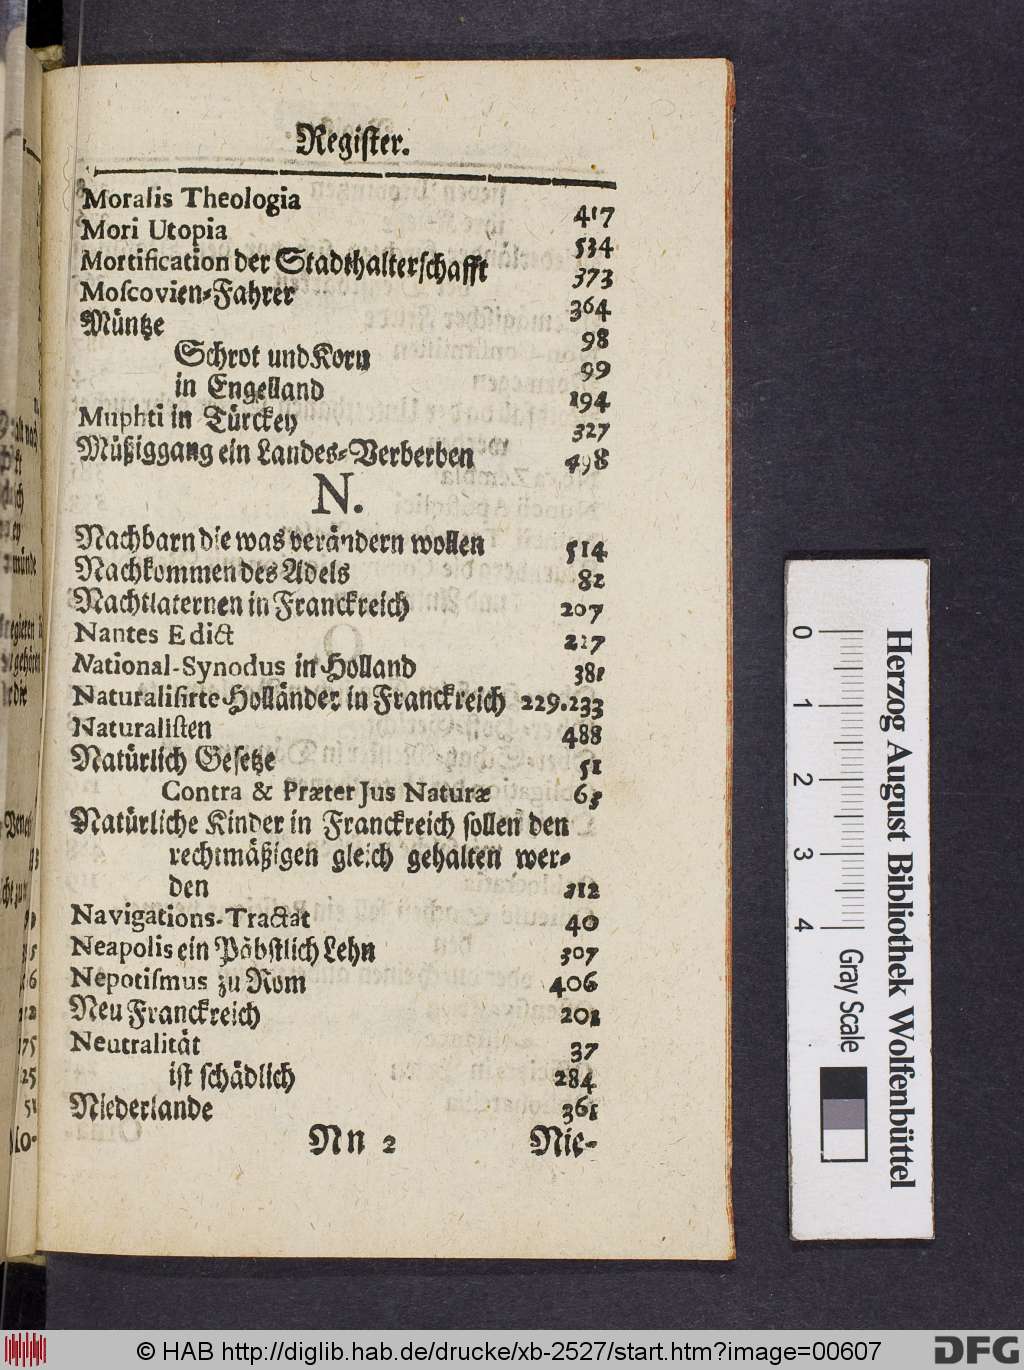 Register.
Moralis Theologia 417
Mori Utopia 534
Mortification der Stadthalterschafft 373
Moscovien-Fahrer 364
Müntze 98
Schrot und Korn 99
in Engelland 194
Muphti in Türckey 327
Müßiggang ein Landes-Verderben 498
N.
Nachbarn die was verändern wollen 514
Nachkommen des Adels 82
Nachtlaternen in Franckreich 207
Nantes Edict 217
National-Synodus in Holland 381
Naturalisirte Holländer in Franckreich 229.233
Naturalisten 488
Natürlich Gesetze 51
Contra & Præter Jus Naturæ 63
Natürliche Kinder in Franckreich sollen den
rechtmäßigen gleich gehalten wer-
den 212
Navigations-Tractat 40
Neapolis ein Päbstlich Lehn 307
Nepotismus zu Rom 406
Neu Franckreich 202
Neutralität 37
ist schädlich 284
Niederlande 361
Nn 2 Nie-
0 1 2 3 4 Gray Scale
Herzog August Bibliothek Wolfenbüttel
© HAB http://diglib.hab.de/drucke/xb-2527/start.htm?image=00607
DFG